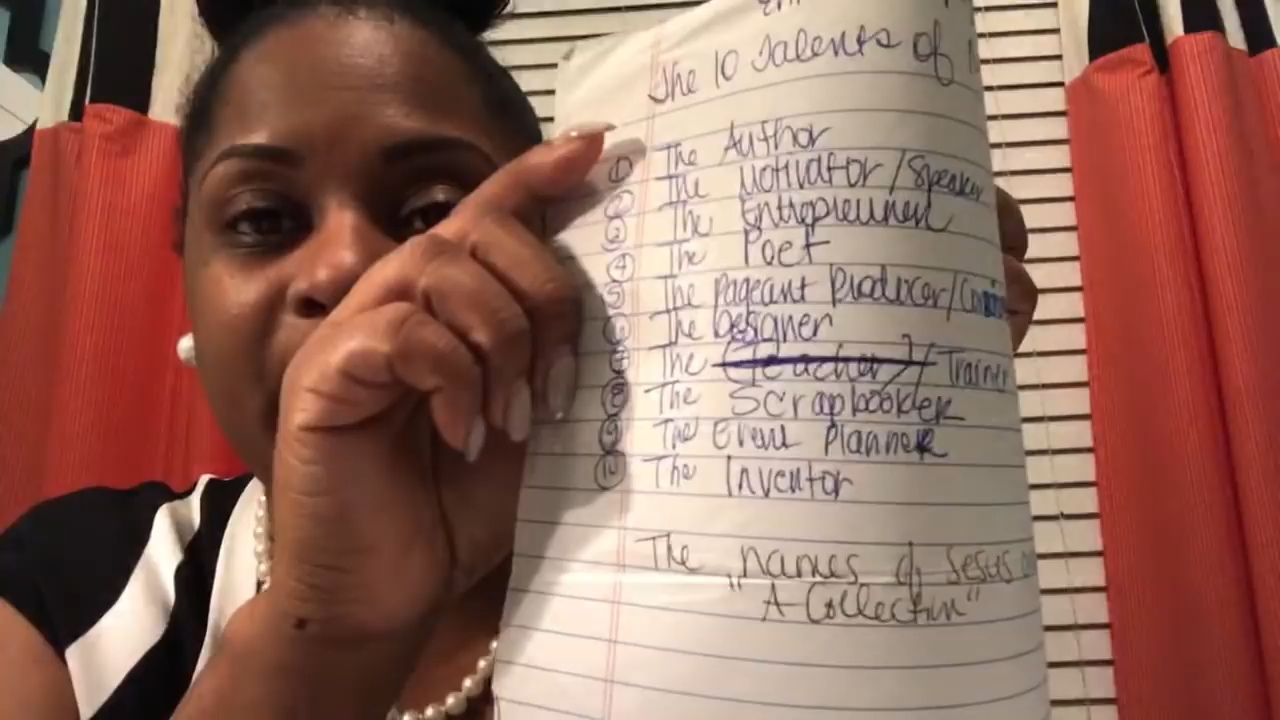 The 10 Talents of
① The Author
② The Motivator/Speaker
③ The Entrepreuner
④ The Poet
⑤ The Pageant Producer/
⑥ The Designer
⑦ The (Teacher)/Trainer
⑧ The Scrapbooker
⑨ The Event Planner
⑩ The Inventor
The "names of Jesus
A Collection"